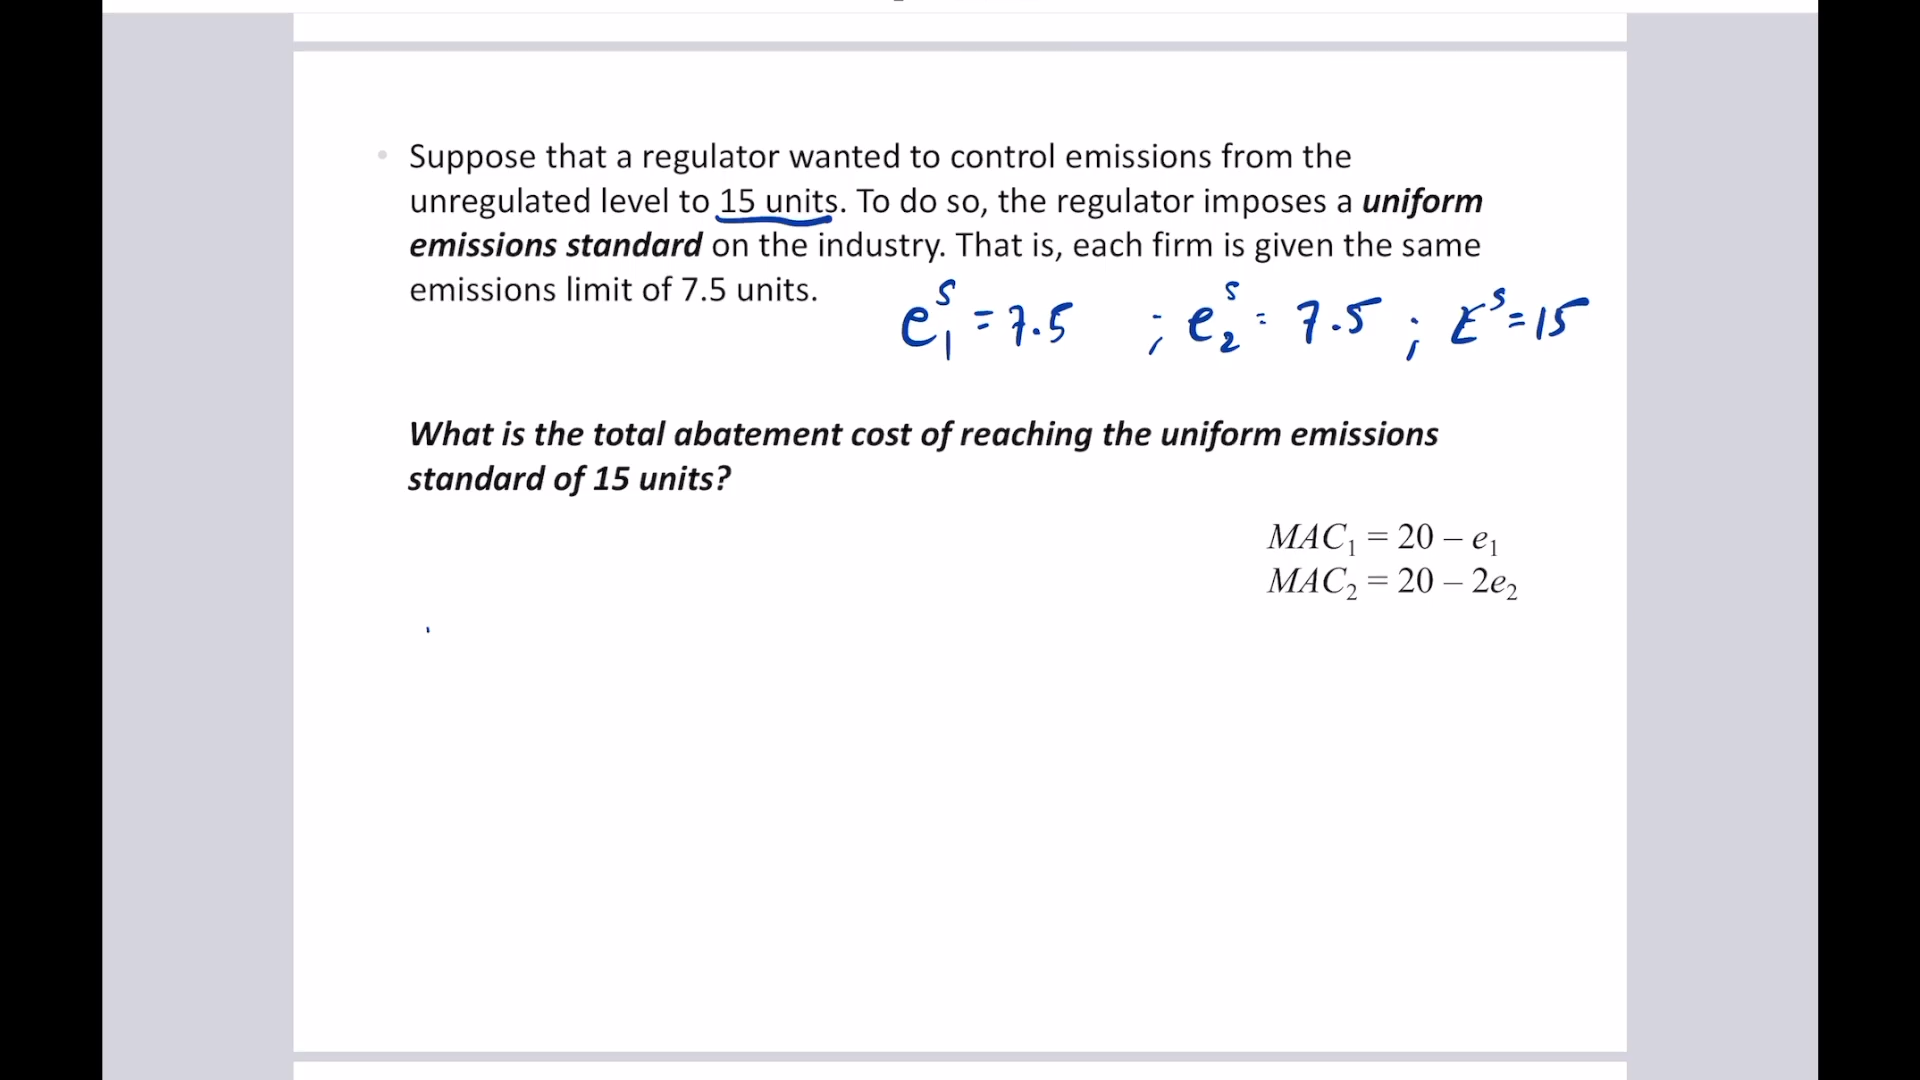 • Suppose that a regulator wanted to control emissions from the
unregulated level to 15 units. To do so, the regulator imposes a uniform
emissions standard on the industry. That is, each firm is given the same
emissions limit of 7.5 units.
e₁ˢ = 7.5 ; e₂ˢ = 7.5 ; Eˢ = 15
What is the total abatement cost of reaching the uniform emissions
standard of 15 units?
MAC₁ = 20 – e₁
MAC₂ = 20 – 2e₂